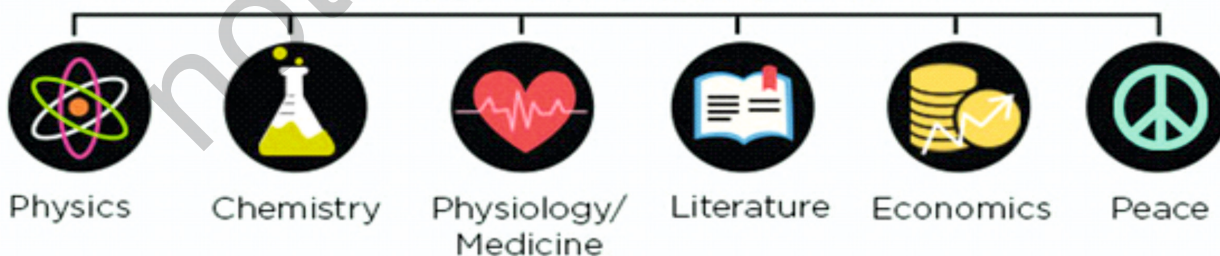 Physics
Chemistry
Physiology/
Medicine
Literature
Economics
Peace